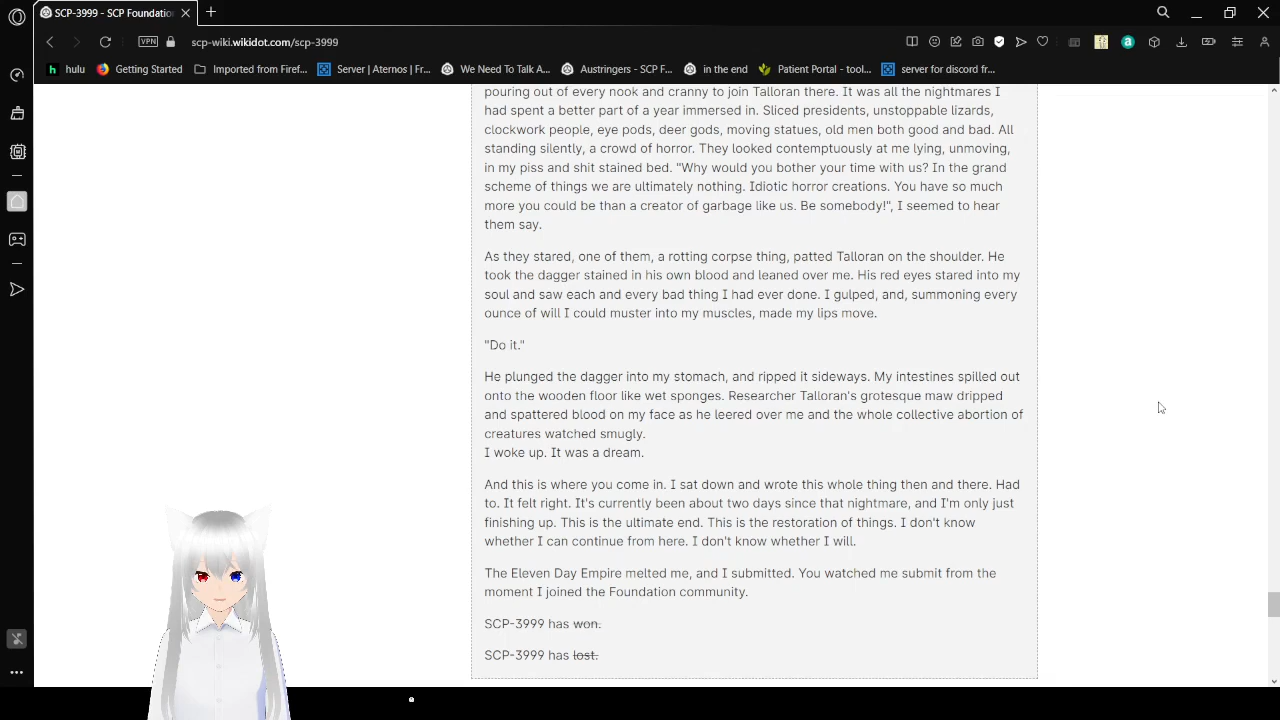 SCP-3999 - SCP Foundatio
VPN
scp-wiki.wikidot.com/scp-3999
hulu
Getting Started
Imported from Firef...
Server | Aternos | Fr...
We Need To Talk A...
Austringers - SCP F...
in the end
Patient Portal - tool...
server for discord fr...
pouring out of every nook and cranny to join Talloran there. It was all the nightmares I
had spent a better part of a year immersed in. Sliced presidents, unstoppable lizards,
clockwork people, eye pods, deer gods, moving statues, old men both good and bad. All
standing silently, a crowd of horror. They looked contemptuously at me lying, unmoving,
in my piss and shit stained bed. "Why would you bother your time with us? In the grand
scheme of things we are ultimately nothing. Idiotic horror creations. You have so much
more you could be than a creator of garbage like us. Be somebody!", I seemed to hear
them say.
As they stared, one of them, a rotting corpse thing, patted Talloran on the shoulder. He
took the dagger stained in his own blood and leaned over me. His red eyes stared into my
soul and saw each and every bad thing I had ever done. I gulped, and, summoning every
ounce of will I could muster into my muscles, made my lips move.
"Do it."
He plunged the dagger into my stomach, and ripped it sideways. My intestines spilled out
onto the wooden floor like wet sponges. Researcher Talloran's grotesque maw dripped
and spattered blood on my face as he leered over me and the whole collective abortion of
creatures watched smugly.
I woke up. It was a dream.
And this is where you come in. I sat down and wrote this whole thing then and there. Had
to. It felt right. It's currently been about two days since that nightmare, and I'm only just
finishing up. This is the ultimate end. This is the restoration of things. I don't know
whether I can continue from here. I don't know whether I will.
The Eleven Day Empire melted me, and I submitted. You watched me submit from the
moment I joined the Foundation community.
SCP-3999 has won.
SCP-3999 has lost.